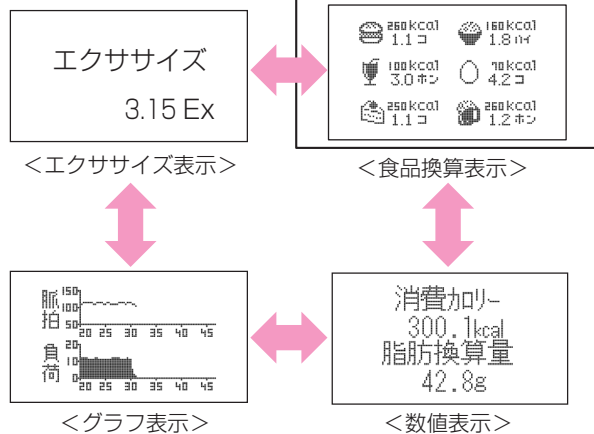 エクササイズ
3.15 Ex
<エクササイズ表示>
260kcal 160kcal
1.1コ 1.8ハイ
100kcal 70kcal
3.0ホン 4.2コ
250kcal 260kcal
1.1コ 1.2ホン
<食品換算表示>
脈拍
150
100
50
20 25 30 35 40 45
負荷
20
10
0
20 25 30 35 40 45
<グラフ表示>
消費カロリー
300.1kcal
脂肪換算量
42.8g
<数値表示>